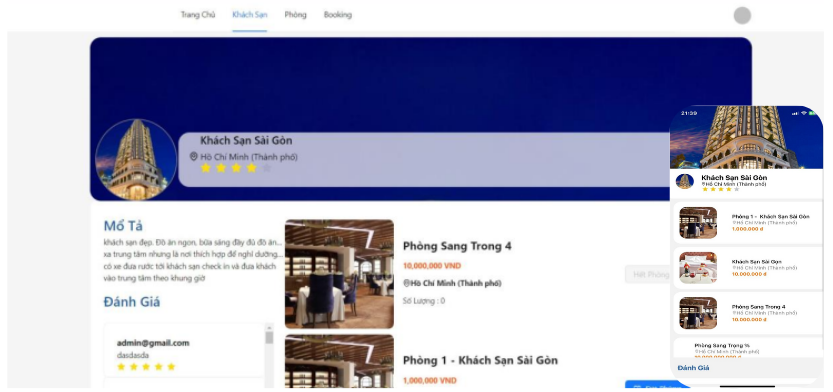 Trang Chủ Khách Sạn Phòng Booking
Khách Sạn Sài Gòn
Hồ Chí Minh (Thành phố)
Mổ Tả
khách sạn đẹp. Đồ ăn ngon, bữa sáng đầy đủ đồ ăn...
xa trung tâm nhưng là nơi thích hợp để nghỉ dưỡng...
có xe đưa rước tới khách sạn check in và đưa khách
vào trung tâm theo khung giờ
Đánh Giá
admin@gmail.com
dasdasda
Phòng Sang Trong 4
10,000,000 VND
Hồ Chí Minh (Thành phố)
Số Lượng : 0
Hết Phòng
Phòng 1 - Khách Sạn Sài Gòn
1,000,000 VND
21:39
Khách Sạn Sài Gòn
Hồ Chí Minh (Thành phố)
Phòng 1 - Khách Sạn Sài Gòn
Hồ Chí Minh (Thành phố)
1.000.000 đ
Khách Sạn Sài Gọn
Hồ Chí Minh (Thành phố)
10.000.000 đ
Phòng Sang Trong 4
Hồ Chí Minh (Thành phố)
10.000.000 đ
Phòng Sang Trọng
Hồ Chí Minh (Thành phố)
Đánh Giá